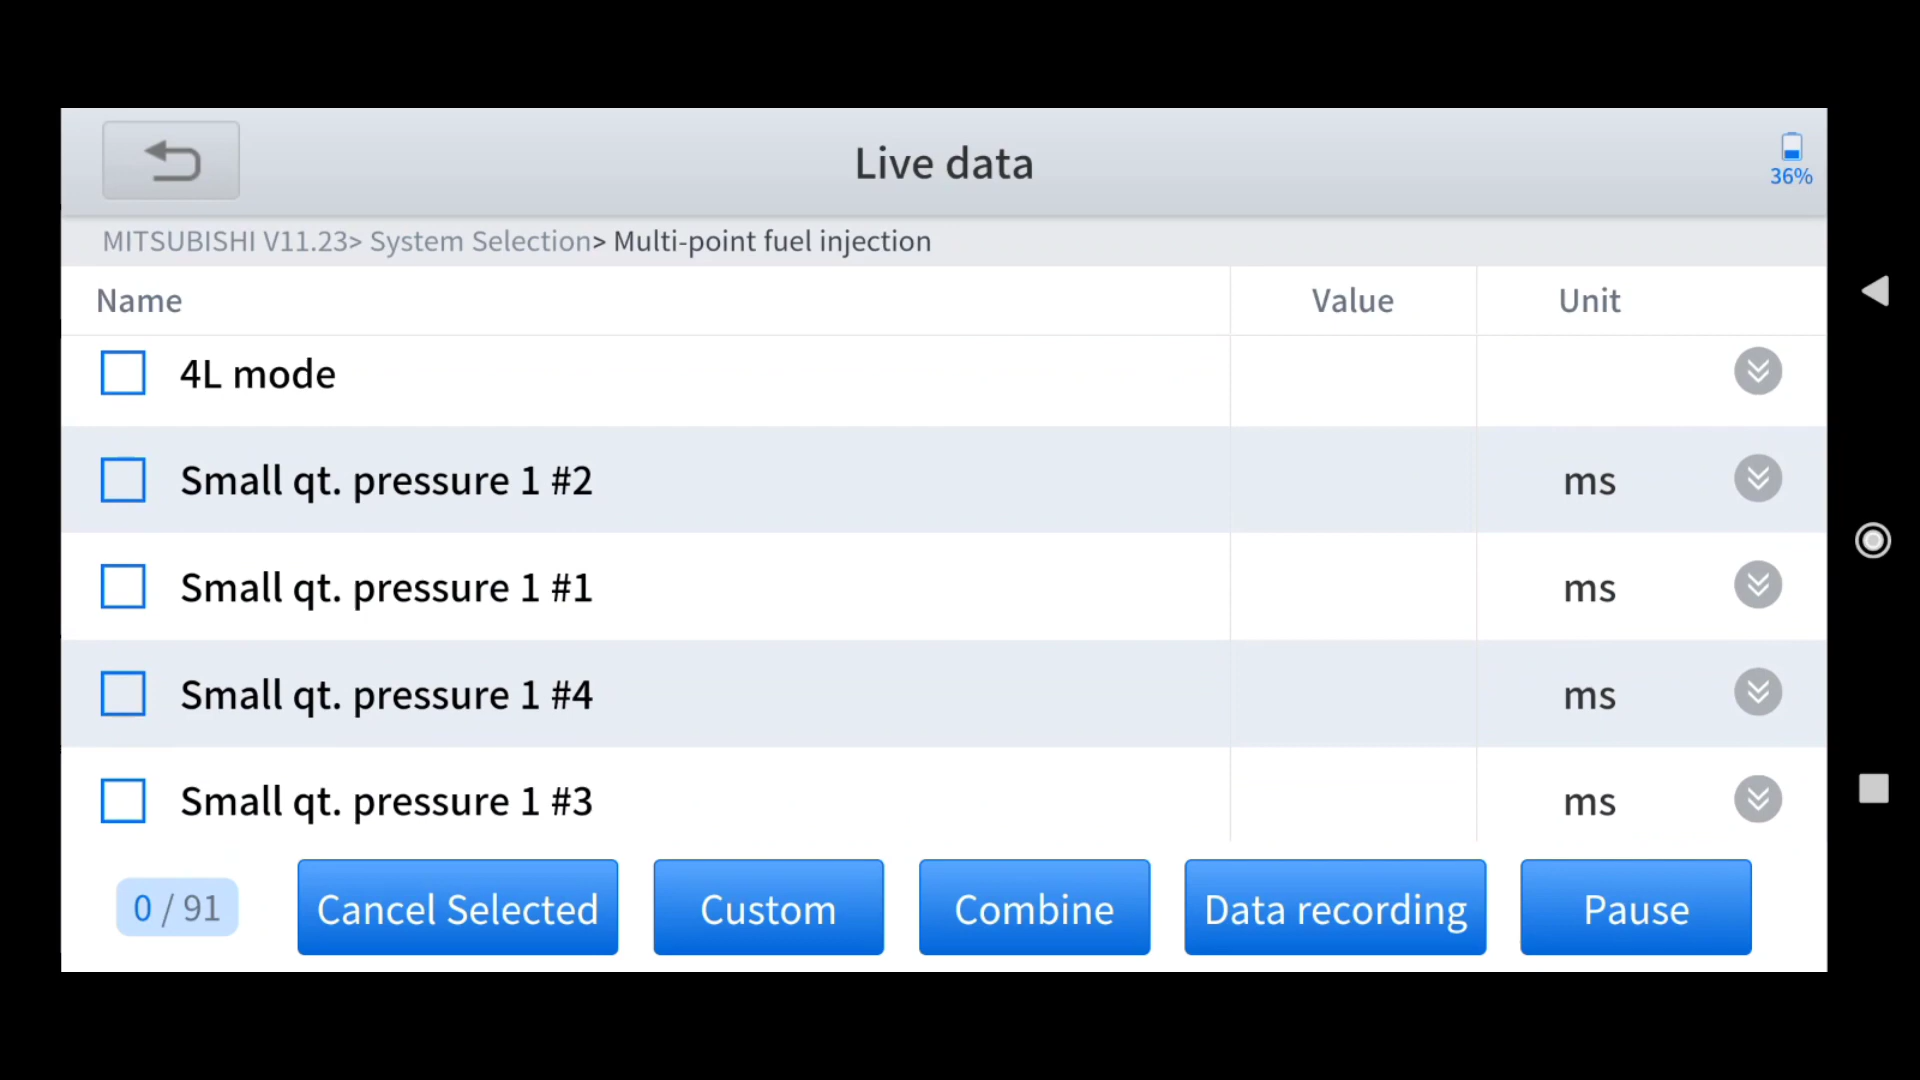 Live data
36%
MITSUBISHI V11.23> System Selection> Multi-point fuel injection
Name Value Unit
4L mode
Small qt. pressure 1 #2 ms
Small qt. pressure 1 #1 ms
Small qt. pressure 1 #4 ms
Small qt. pressure 1 #3 ms
0 / 91 Cancel Selected Custom Combine Data recording Pause